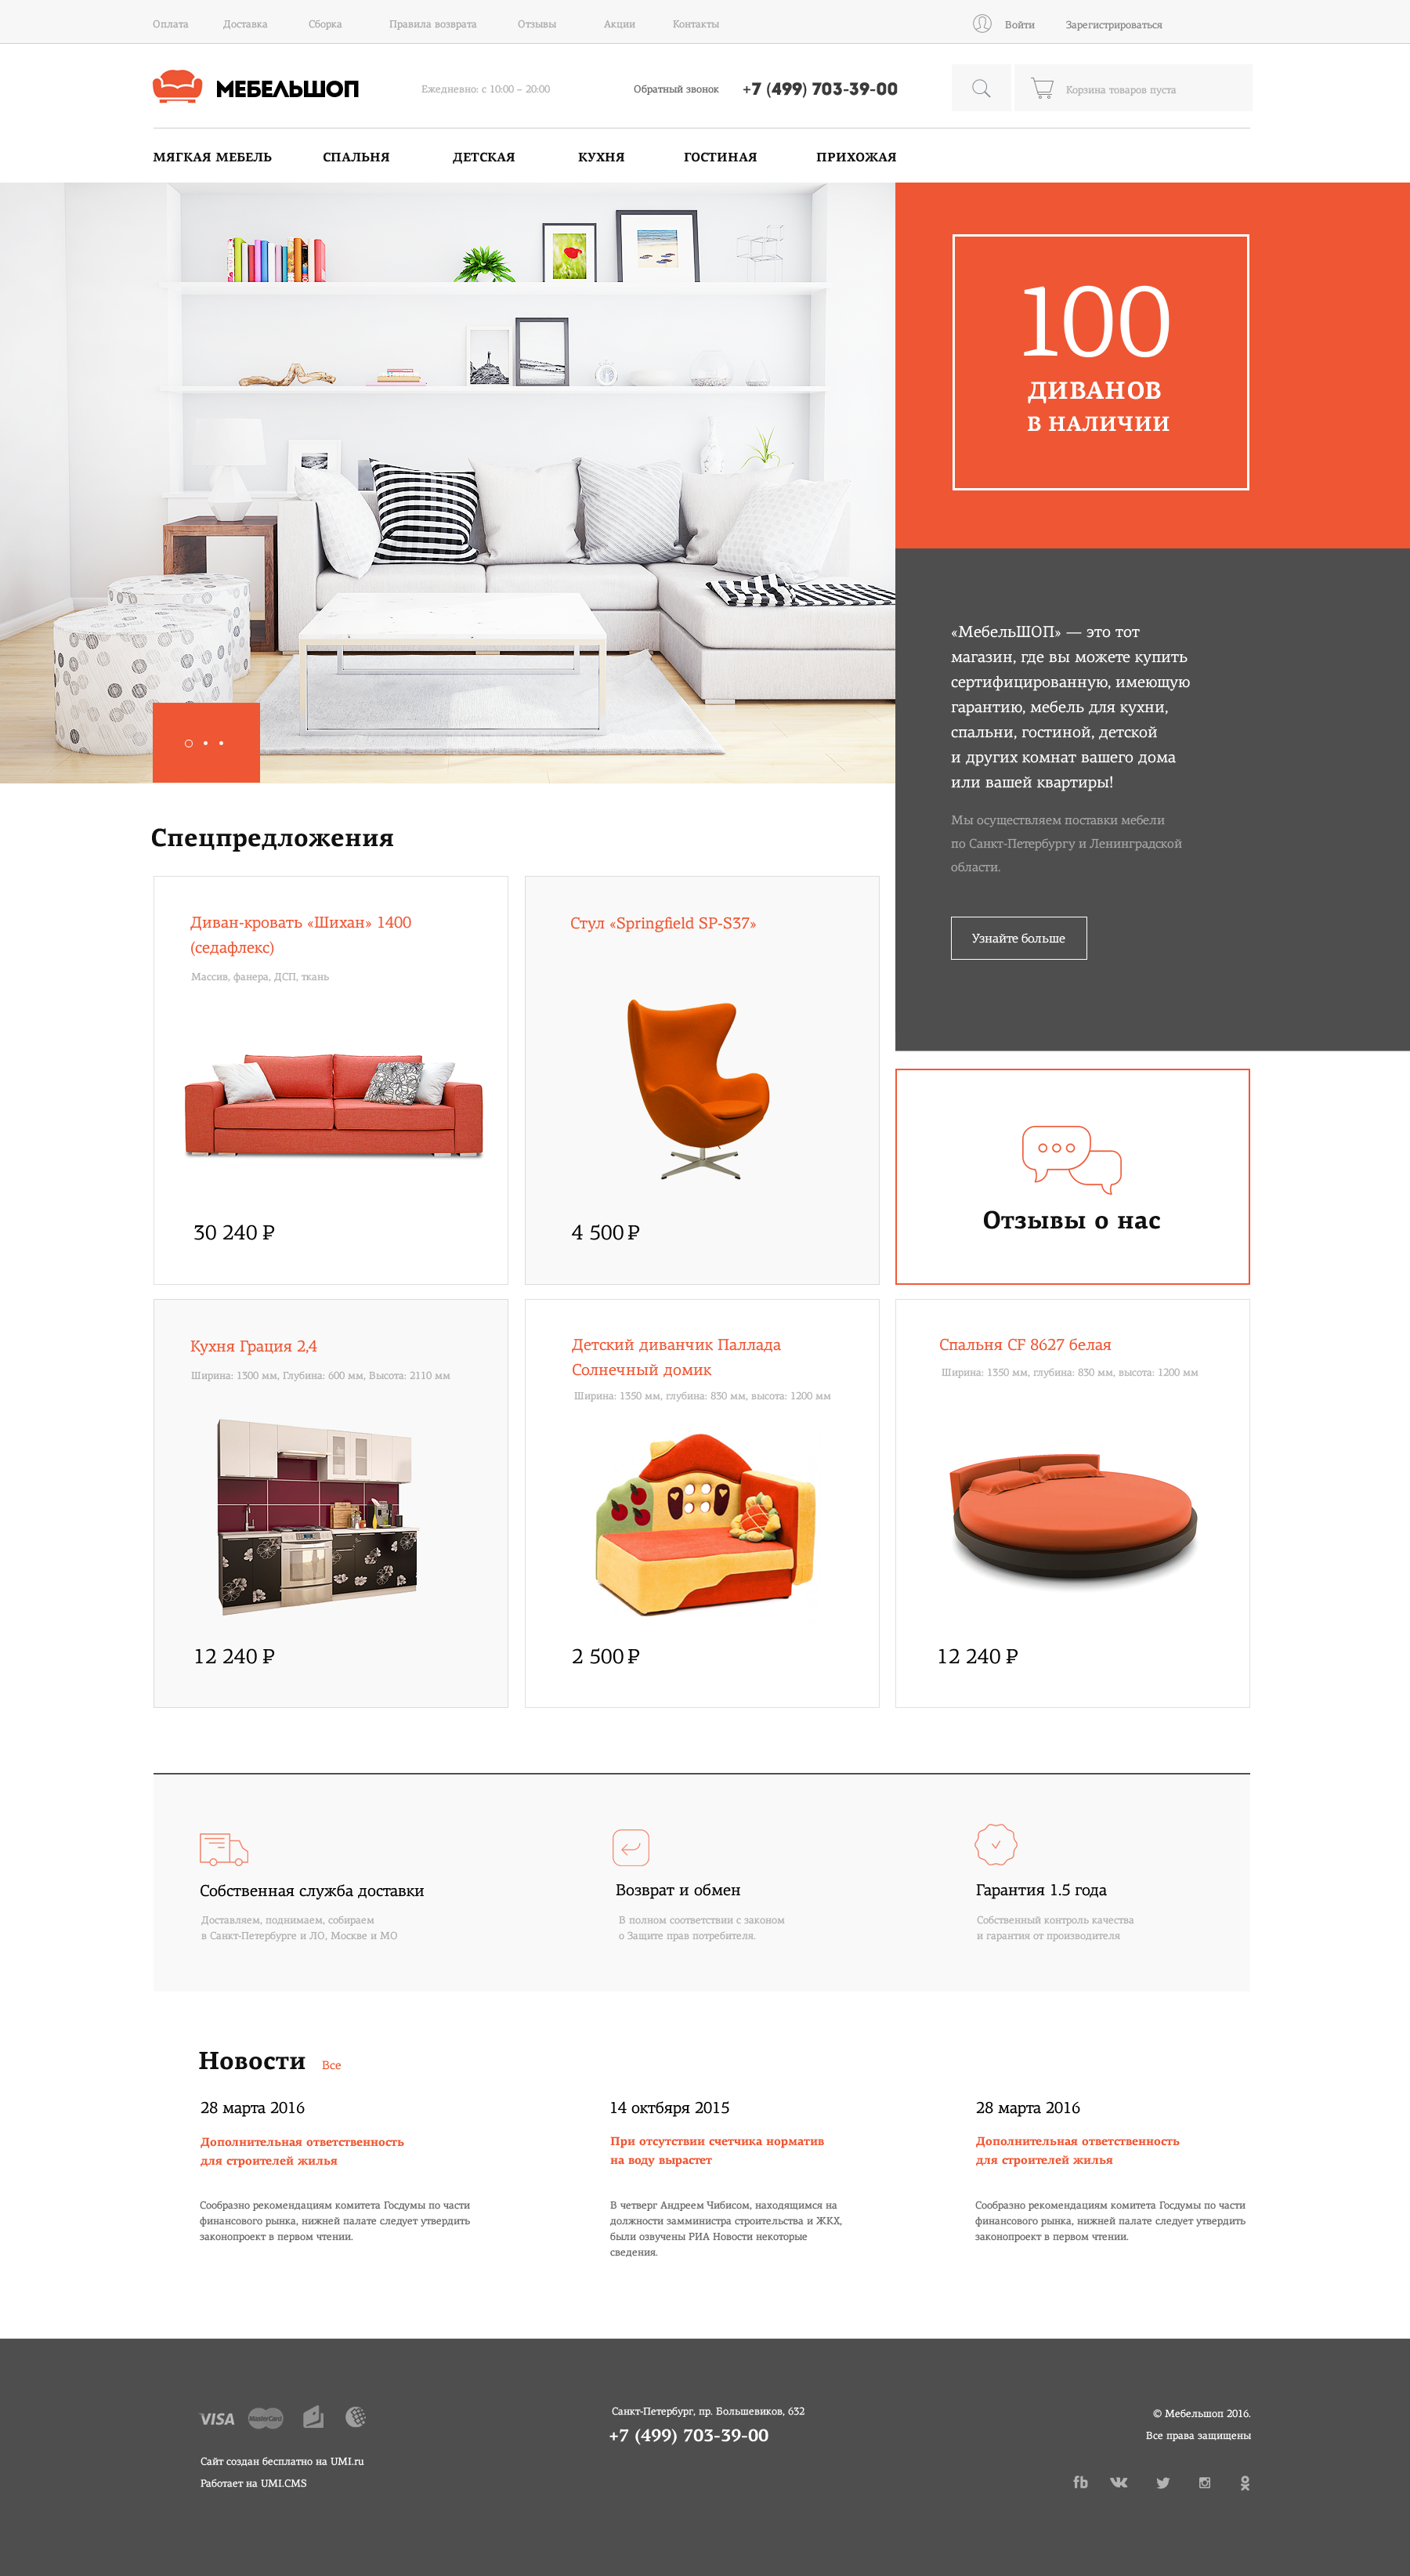 Оплата Доставка Сборка Правила возврата Отзывы Акции Контакты Войти Зарегистрироваться
МЕБЕЛЬШОП Ежедневно: с 10:00 – 20:00 Обратный звонок +7 (499) 703-39-00 Корзина товаров пуста
МЯГКАЯ МЕБЕЛЬ СПАЛЬНЯ ДЕТСКАЯ КУХНЯ ГОСТИНАЯ ПРИХОЖАЯ
100
ДИВАНОВ
В НАЛИЧИИ
«МебельШОП» — это тот
магазин, где вы можете купить
сертифицированную, имеющую
гарантию, мебель для кухни,
спальни, гостиной, детской
и других комнат вашего дома
или вашей квартиры!
Мы осуществляем поставки мебели
по Санкт-Петербургу и Ленинградской
области.
Узнайте больше
Спецпредложения
Диван-кровать «Шихан» 1400
(седафлекс)
Массив, фанера, ДСП, ткань
30 240 ₽
Стул «Springfield SP-S37»
4 500 ₽
Отзывы о нас
Кухня Грация 2,4
Ширина: 1300 мм, Глубина: 600 мм, Высота: 2110 мм
12 240 ₽
Детский диванчик Паллада
Солнечный домик
Ширина: 1350 мм, глубина: 830 мм, высота: 1200 мм
2 500 ₽
Спальня CF 8627 белая
Ширина: 1350 мм, глубина: 830 мм, высота: 1200 мм
12 240 ₽
Собственная служба доставки
Доставляем, поднимаем, собираем
в Санкт-Петербурге и ЛО, Москве и МО
Возврат и обмен
В полном соответствии с законом
о Защите прав потребителя.
Гарантия 1.5 года
Собственный контроль качества
и гарантия от производителя
Новости Все
28 марта 2016
Дополнительная ответственность
для строителей жилья
Сообразно рекомендациям комитета Госдумы по части
финансового рынка, нижней палате следует утвердить
законопроект в первом чтении.
14 октбяря 2015
При отсутствии счетчика норматив
на воду вырастет
В четверг Андреем Чибисом, находящимся на
должности замминистра строительства и ЖКХ,
были озвучены РИА Новости некоторые
сведения.
28 марта 2016
Дополнительная ответственность
для строителей жилья
Сообразно рекомендациям комитета Госдумы по части
финансового рынка, нижней палате следует утвердить
законопроект в первом чтении.
VISA MasterCard
Сайт создан бесплатно на UMI.ru
Работает на UMI.CMS
Санкт-Петербург, пр. Большевиков, 632
+7 (499) 703-39-00
© Мебельшоп 2016.
Все права защищены
fb